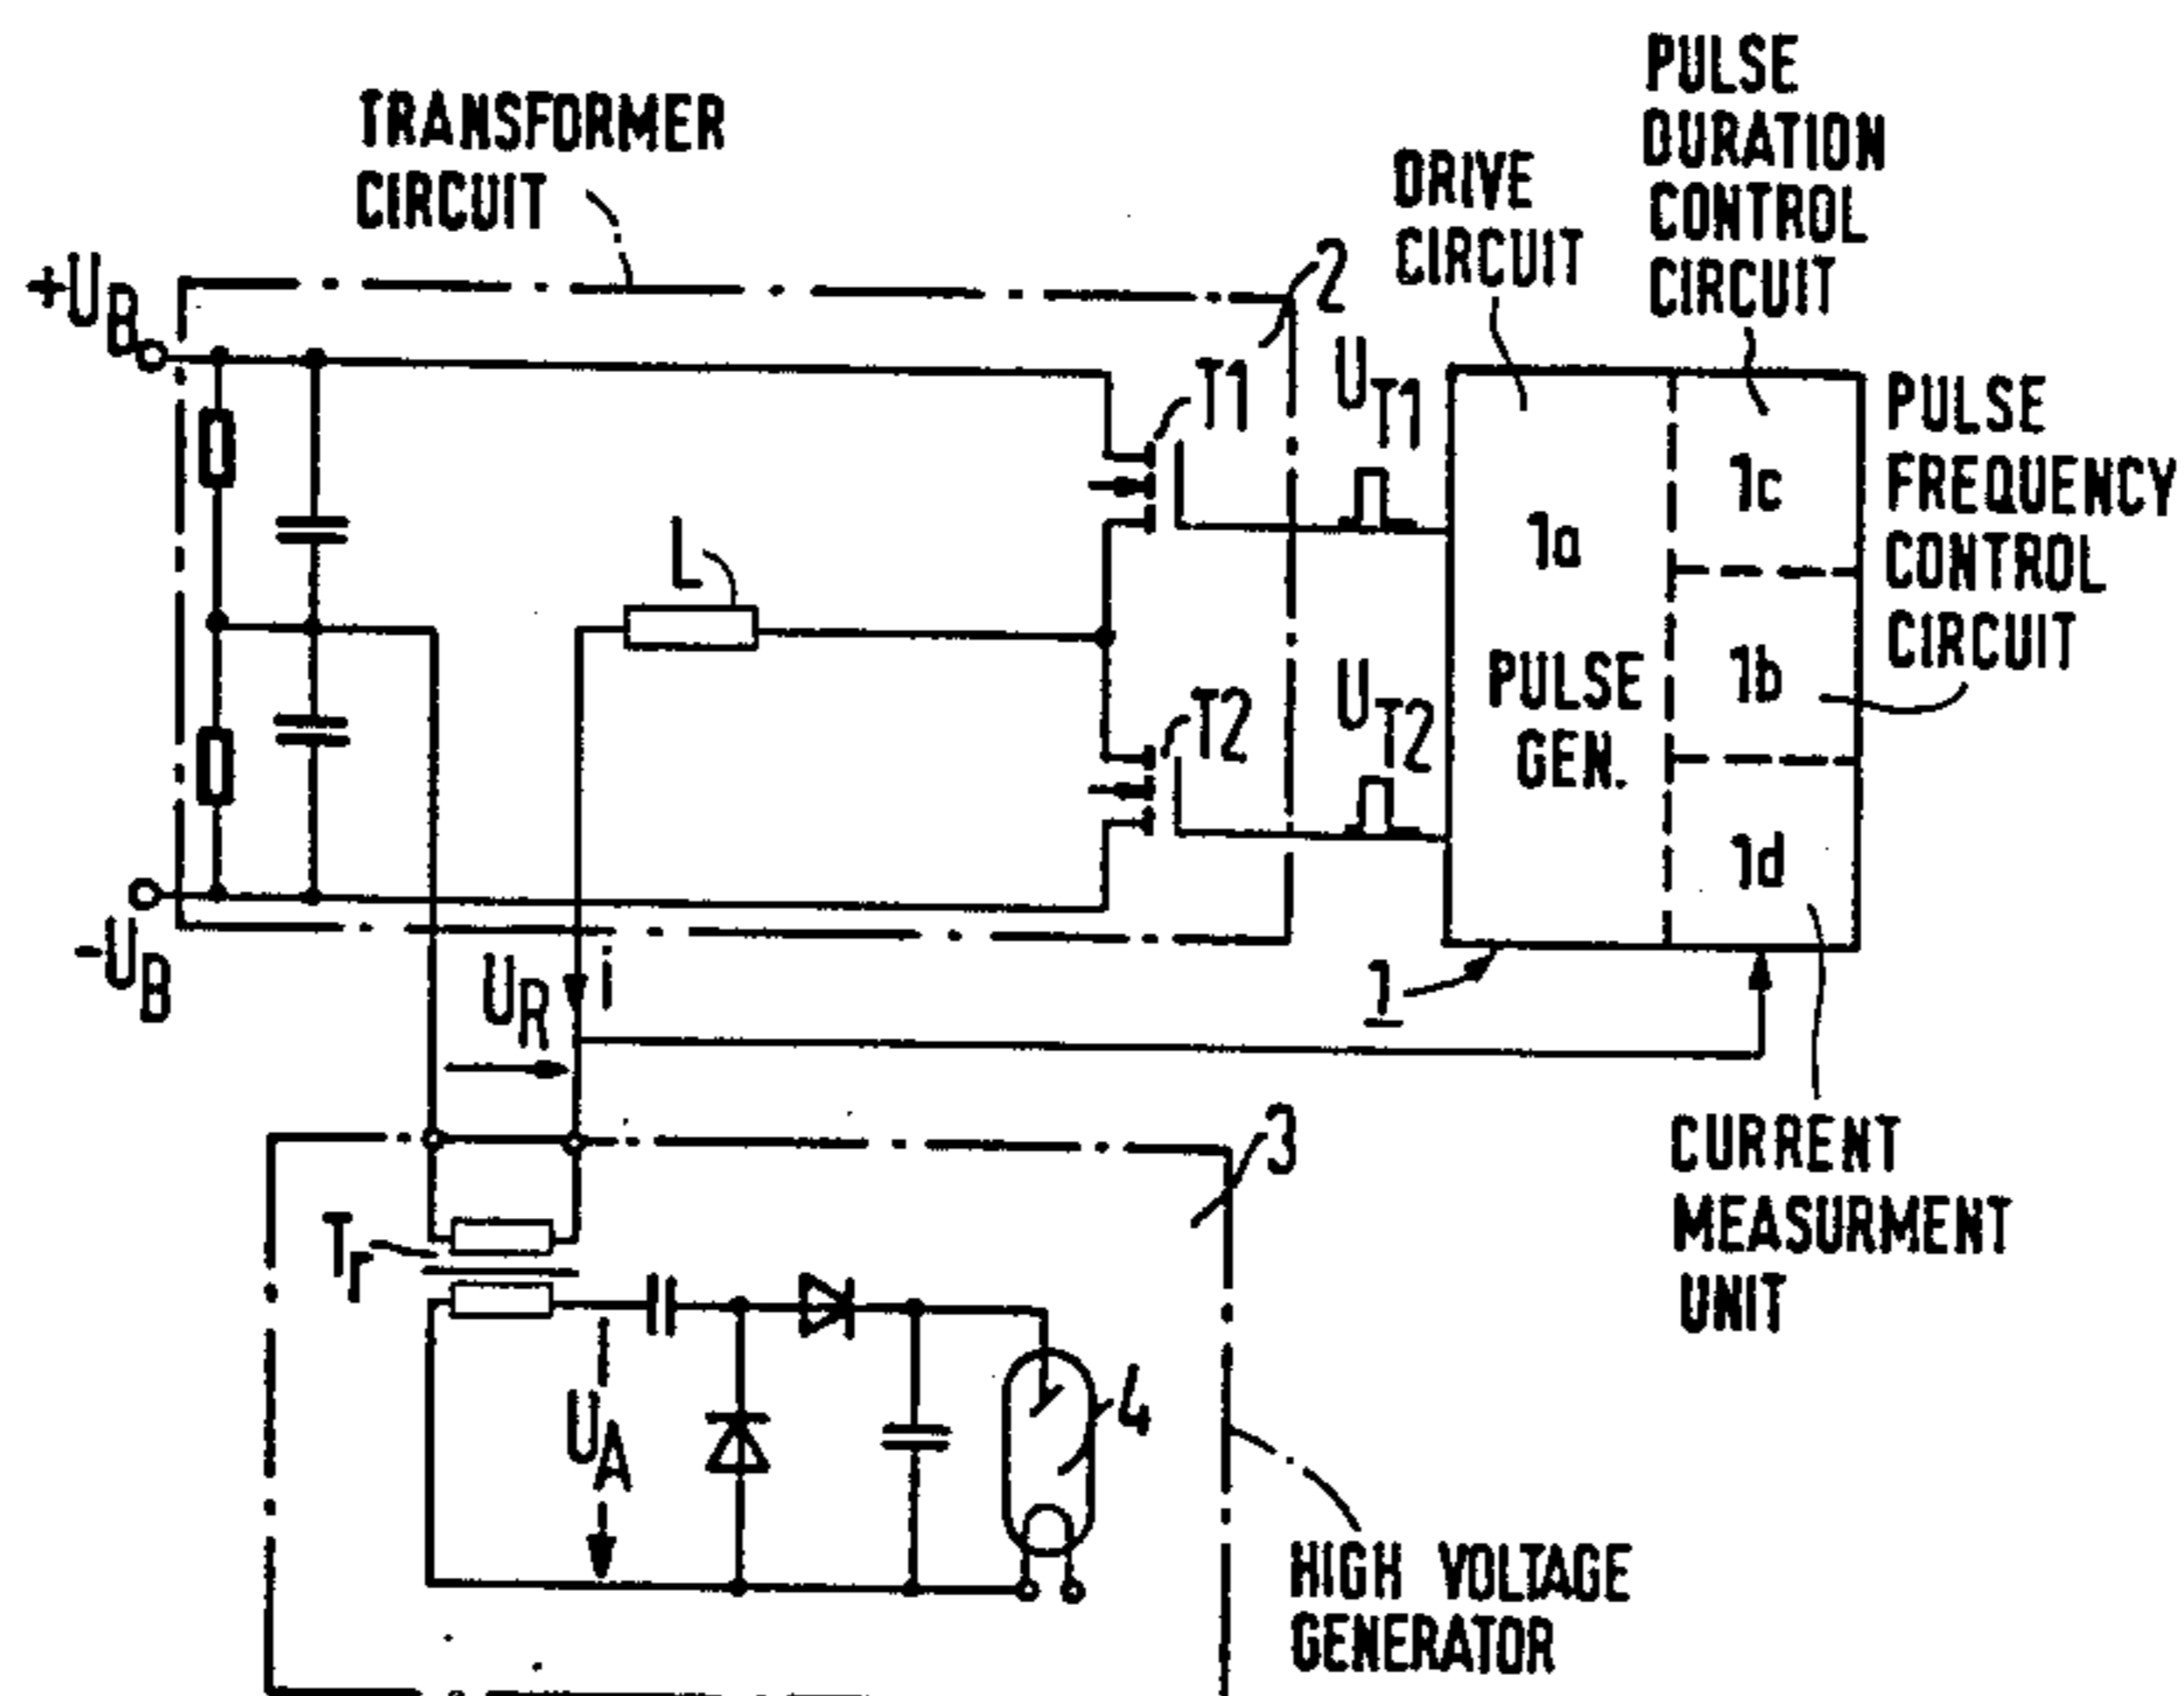 TRANSFORMER
CIRCUIT
DRIVE
CIRCUIT
PULSE
DURATION
CONTROL
CIRCUIT
PULSE
FREQUENCY
CONTROL
CIRCUIT
+UB
2
T1
UT1
1a
1c
L
T2
UT2
PULSE
GEN.
1b
1d
-UB
UR
i
1
CURRENT
MEASURMENT
UNIT
3
Tr
UA
4
HIGH VOLTAGE
GENERATOR